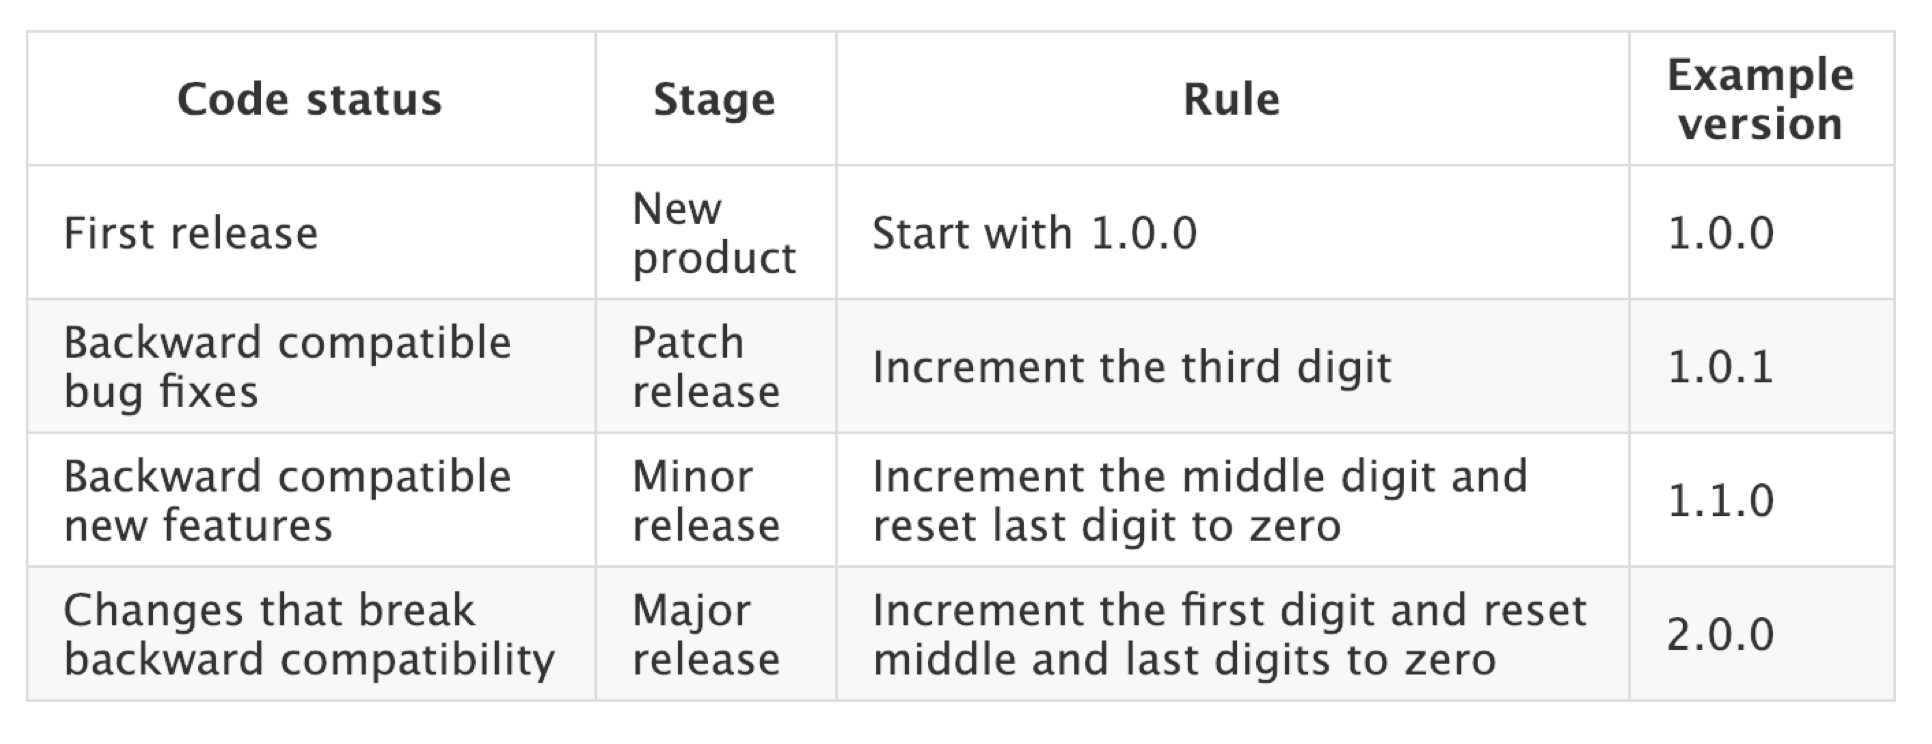 Code status
Stage
Rule
Example
version
First release
New
product
Start with 1.0.0
1.0.0
Backward compatible
bug fixes
Patch
release
Increment the third digit
1.0.1
Backward compatible
new features
Minor
release
Increment the middle digit and
reset last digit to zero
1.1.0
Changes that break
backward compatibility
Major
release
Increment the first digit and reset
middle and last digits to zero
2.0.0